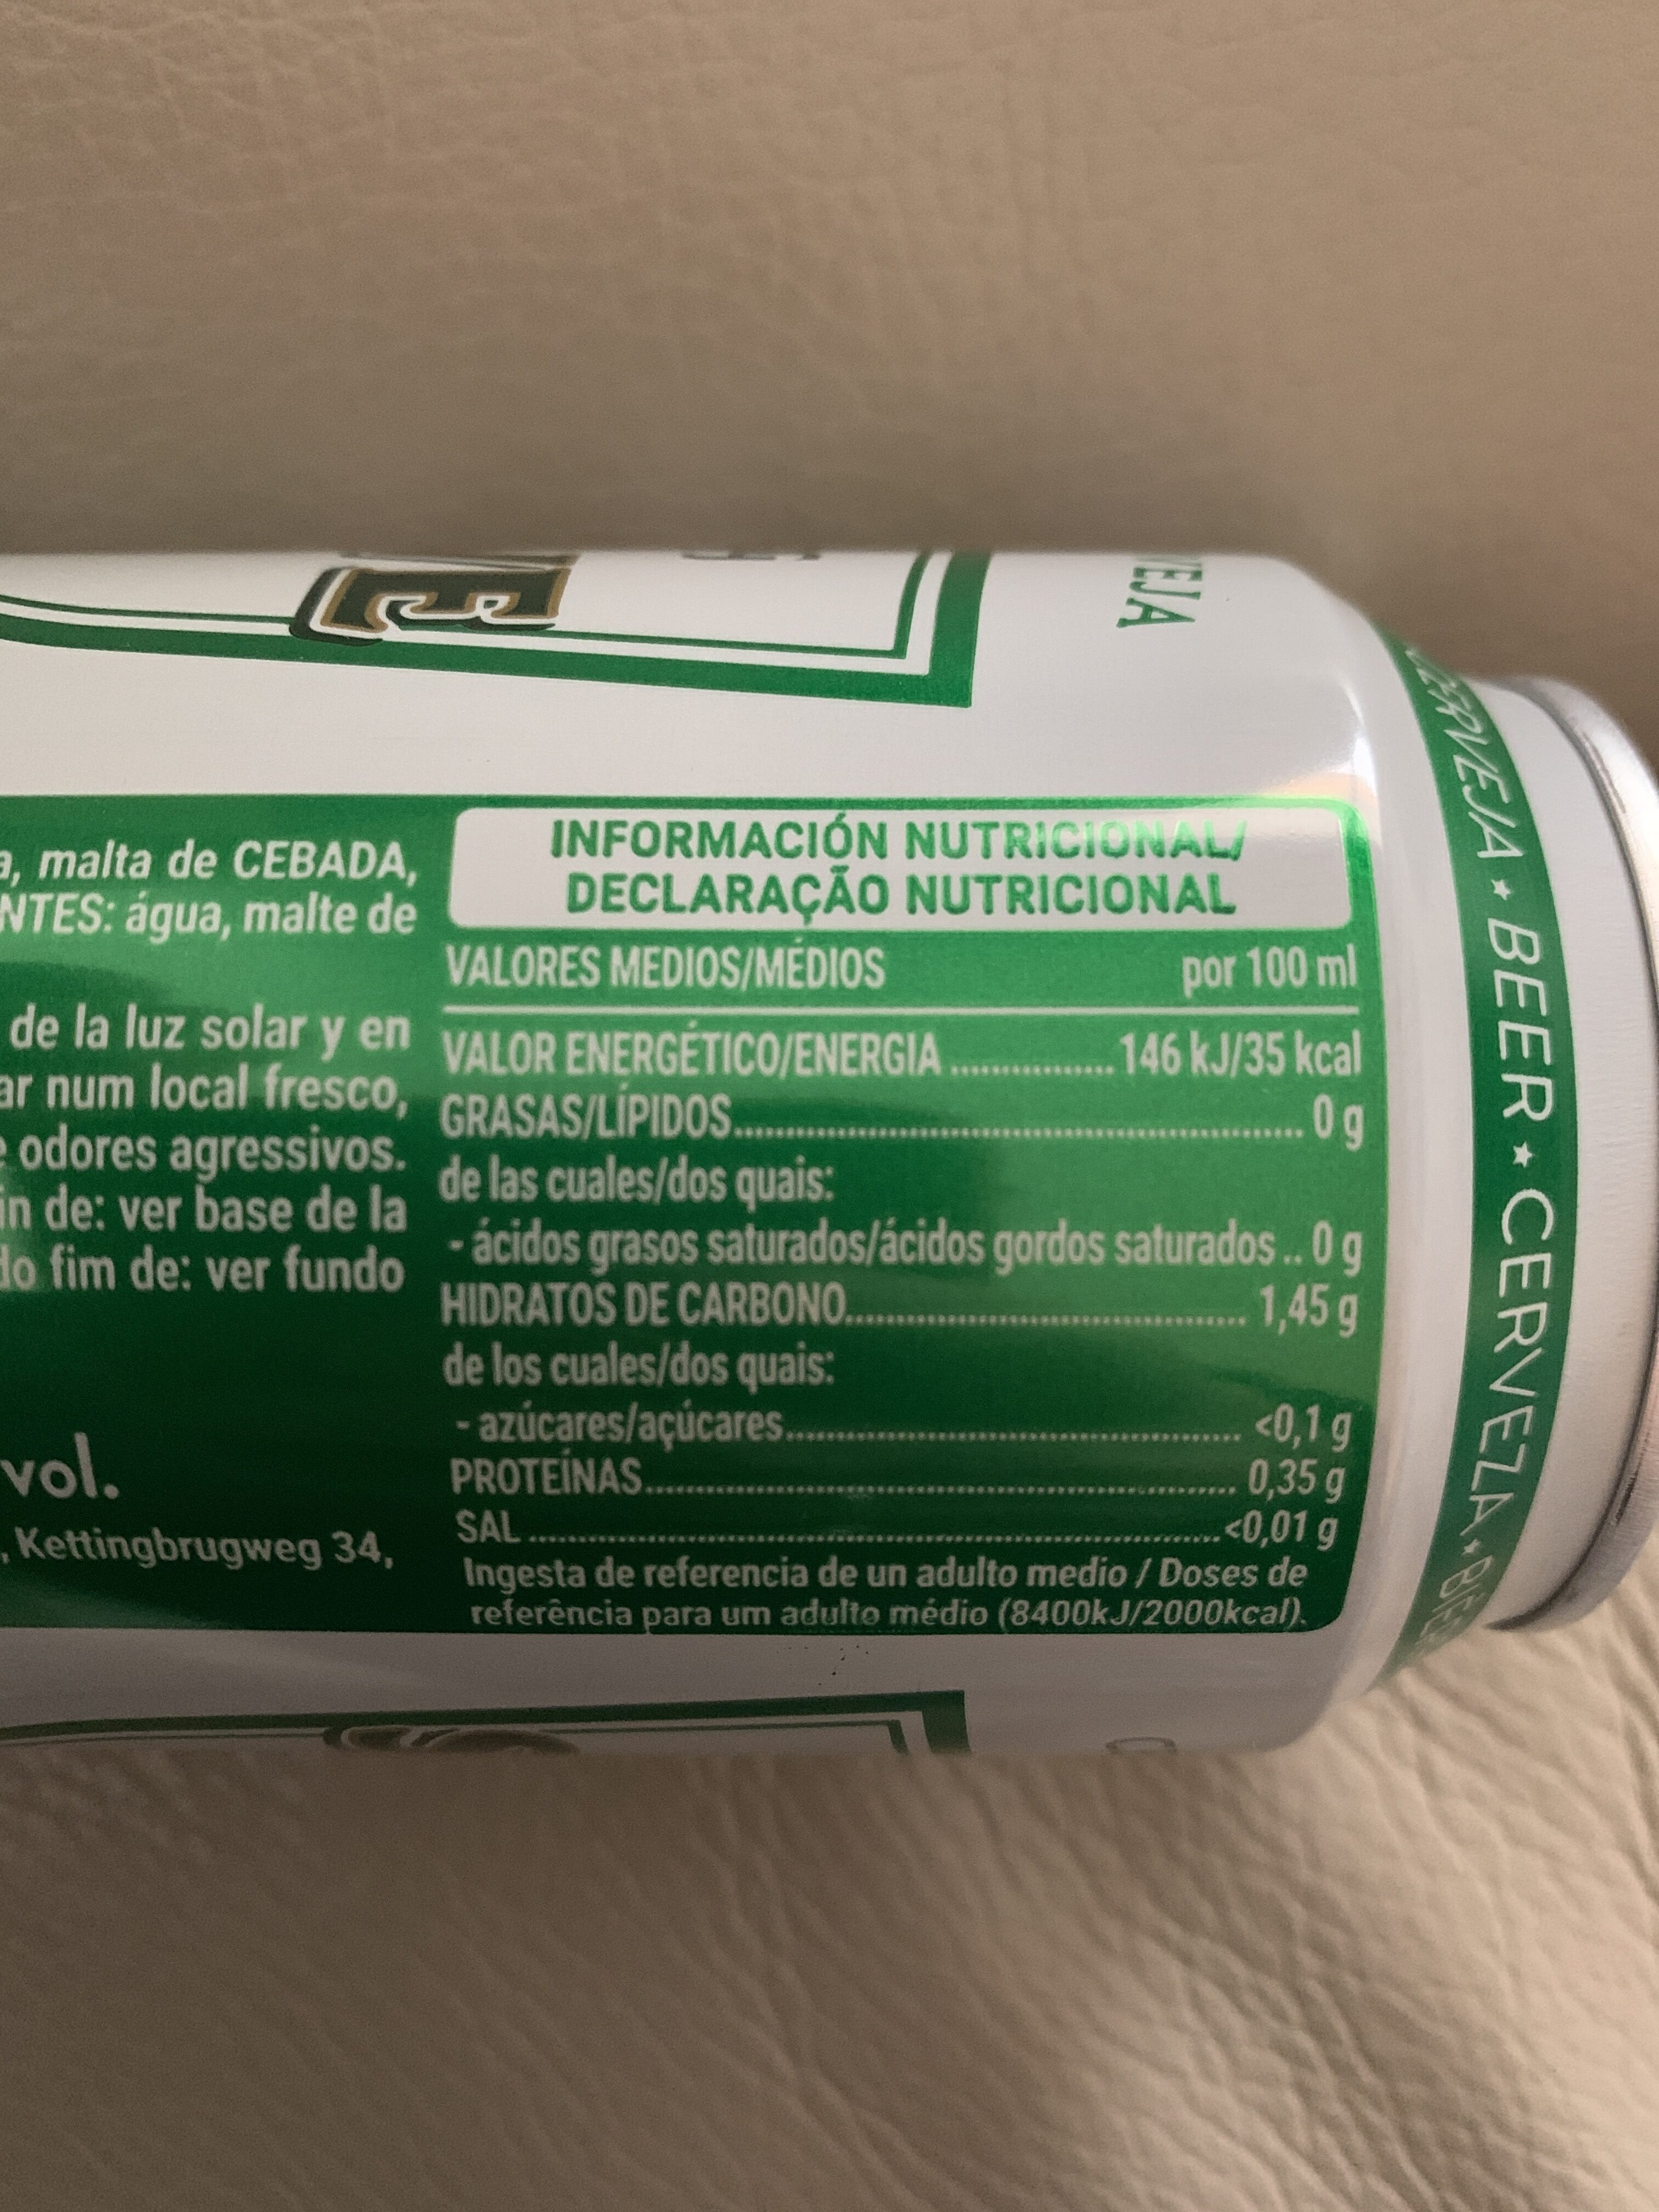 VE
VEJA
CERVEJA ★ BEER ★ CERVEZA ★ BEER
a, malta de CEBADA,
NTES: água, malte de
de la luz solar y en
ar num local fresco,
e odores agressivos.
in de: ver base de la
do fim de: ver fundo
vol.
, Kettingbrugweg 34,
INFORMACIÓN NUTRICIONAL/
DECLARAÇÃO NUTRICIONAL
VALORES MEDIOS/MÉDIOS por 100 ml
VALOR ENERGÉTICO/ENERGIA 146 kJ/35 kcal
GRASAS/LÍPIDOS 0 g
de las cuales/dos quais:
- ácidos grasos saturados/ácidos gordos saturados .. 0 g
HIDRATOS DE CARBONO 1,45 g
de los cuales/dos quais:
- azúcares/açúcares <0,1 g
PROTEÍNAS 0,35 g
SAL <0,01 g
Ingesta de referencia de un adulto medio / Doses de
referência para um adulto médio (8400kJ/2000kcal).